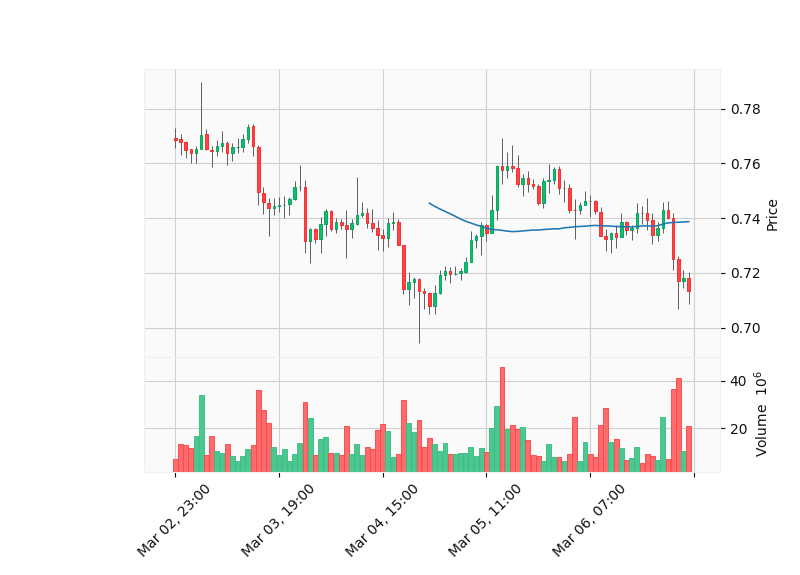 0.78
0.76
0.74
0.72
0.70
Price
40
20
Volume 10^6
Mar 02, 23:00
Mar 03, 19:00
Mar 04, 15:00
Mar 05, 11:00
Mar 06, 07:00